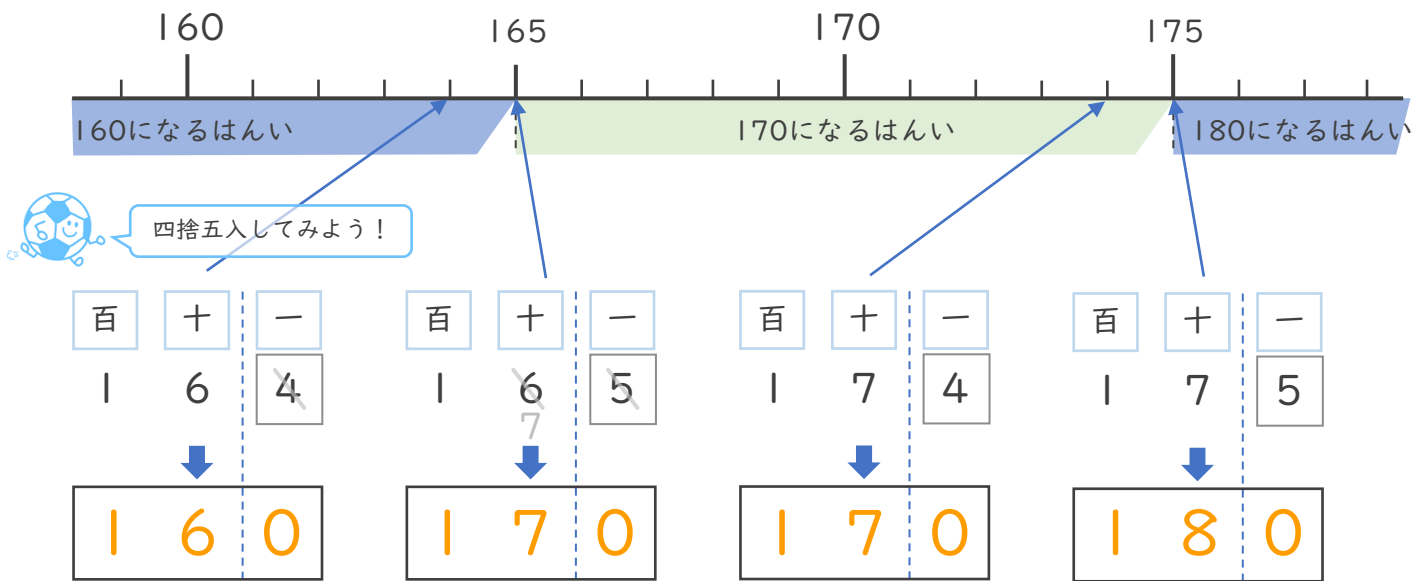 160 165 170 175
160になるはんい 170になるはんい 180になるはんい
四捨五入してみよう！
百 十 一 百 十 一 百 十 一 百 十 一
1 6 4 1 6 5 1 7 4 1 7 5
7
1 6 0 1 7 0 1 7 0 1 8 0